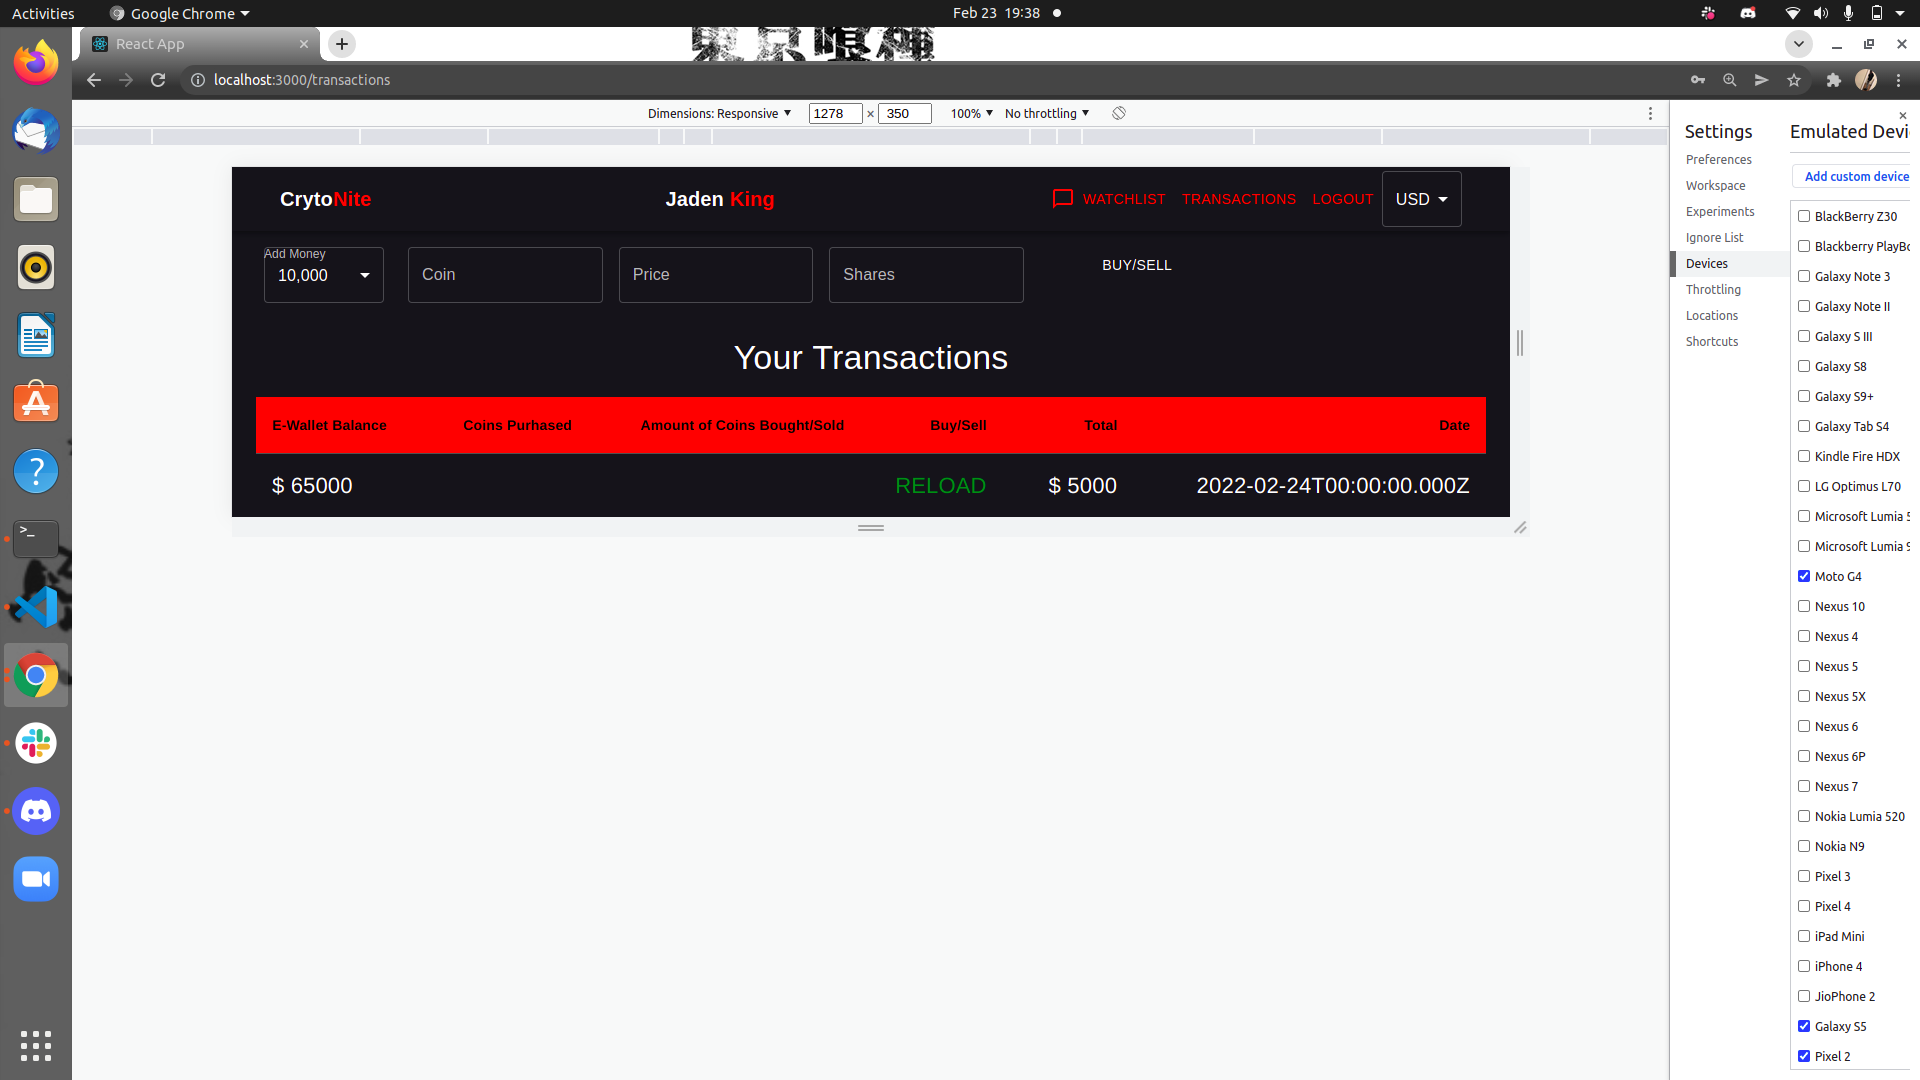 Activities
Google Chrome
Feb 23 19:38
React App
localhost:3000/transactions
Dimensions: Responsive
1278 × 350
100%
No throttling
CrytoNite
Jaden King
WATCHLIST
TRANSACTIONS
LOGOUT
USD
Add Money
10,000
Coin
Price
Shares
BUY/SELL
Your Transactions
E-Wallet Balance
Coins Purhased
Amount of Coins Bought/Sold
Buy/Sell
Total
Date
$ 65000
RELOAD
$ 5000
2022-02-24T00:00:00.000Z
Settings
Preferences
Workspace
Experiments
Ignore List
Devices
Throttling
Locations
Shortcuts
Emulated Devi
Add custom device
BlackBerry Z30
Blackberry PlayBo
Galaxy Note 3
Galaxy Note II
Galaxy S III
Galaxy S8
Galaxy S9+
Galaxy Tab S4
Kindle Fire HDX
LG Optimus L70
Microsoft Lumia 5
Microsoft Lumia 9
Moto G4
Nexus 10
Nexus 4
Nexus 5
Nexus 5X
Nexus 6
Nexus 6P
Nexus 7
Nokia Lumia 520
Nokia N9
Pixel 3
Pixel 4
iPad Mini
iPhone 4
JioPhone 2
Galaxy S5
Pixel 2